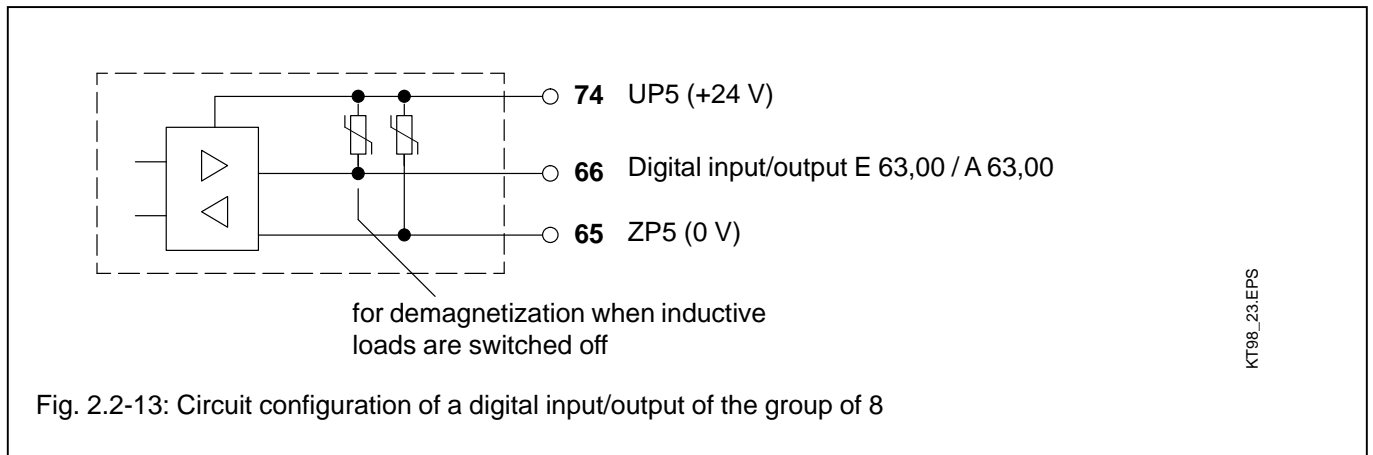 74 UP5 (+24 V)
66 Digital input/output E 63,00 / A 63,00
65 ZP5 (0 V)
for demagnetization when inductive
loads are switched off
KT98_23.EPS
Fig. 2.2-13: Circuit configuration of a digital input/output of the group of 8